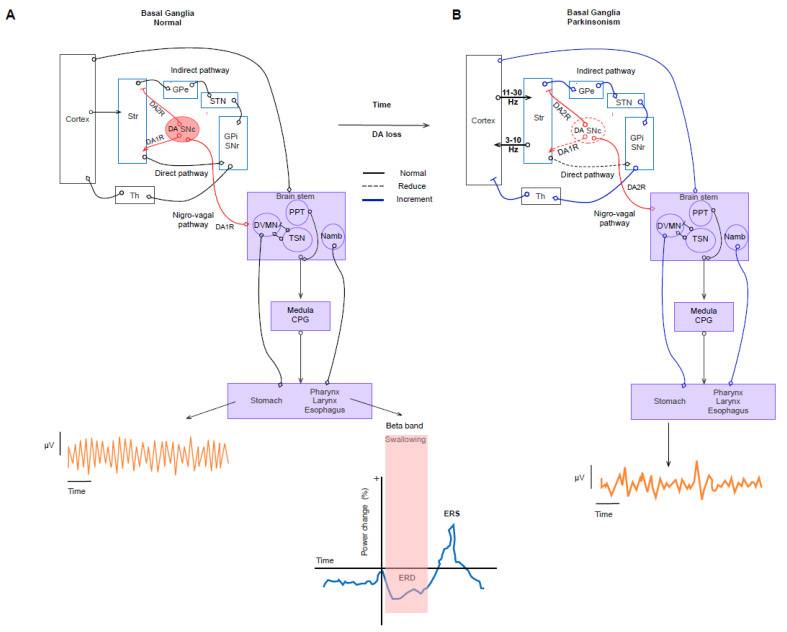 A
Basal Ganglia
Normal
Indirect pathway
GPe
STN
Cortex
Str
DA2R
DA SNc
DA1R
GPi
SNr
Direct pathway
Th
Nigro-vagal
pathway
DA1R
Brain stem
PPT
DVMN
TSN
Namb
Medula
CPG
Stomach
Pharynx
Larynx
Esophagus
µV
Time
Beta band
Swallowing
+
Power change (%)
ERS
Time
ERD
Time
DA loss
Normal
Reduce
Increment
B
Basal Ganglia
Parkinsonism
Indirect pathway
GPe
STN
11-30
Hz
Cortex
Str
DA2R
DA SNc
DA1R
GPi
SNr
3-10
Hz
Direct pathway
Th
DA2R
Nigro-vagal
pathway
Brain stem
PPT
DVMN
TSN
Namb
Medula
CPG
Stomach
Pharynx
Larynx
Esophagus
µV
Time